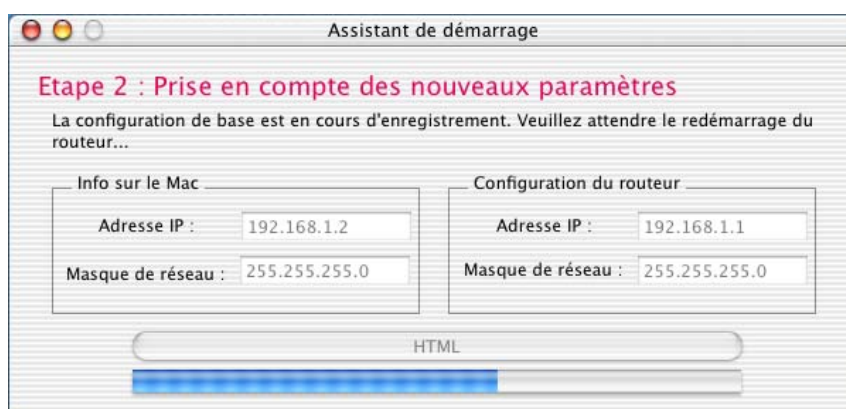 Assistant de démarrage
Etape 2 : Prise en compte des nouveaux paramètres
La configuration de base est en cours d'enregistrement. Veuillez attendre le redémarrage du
routeur...
Info sur le Mac
Adresse IP : 192.168.1.2
Masque de réseau : 255.255.255.0
Configuration du routeur
Adresse IP : 192.168.1.1
Masque de réseau : 255.255.255.0
HTML